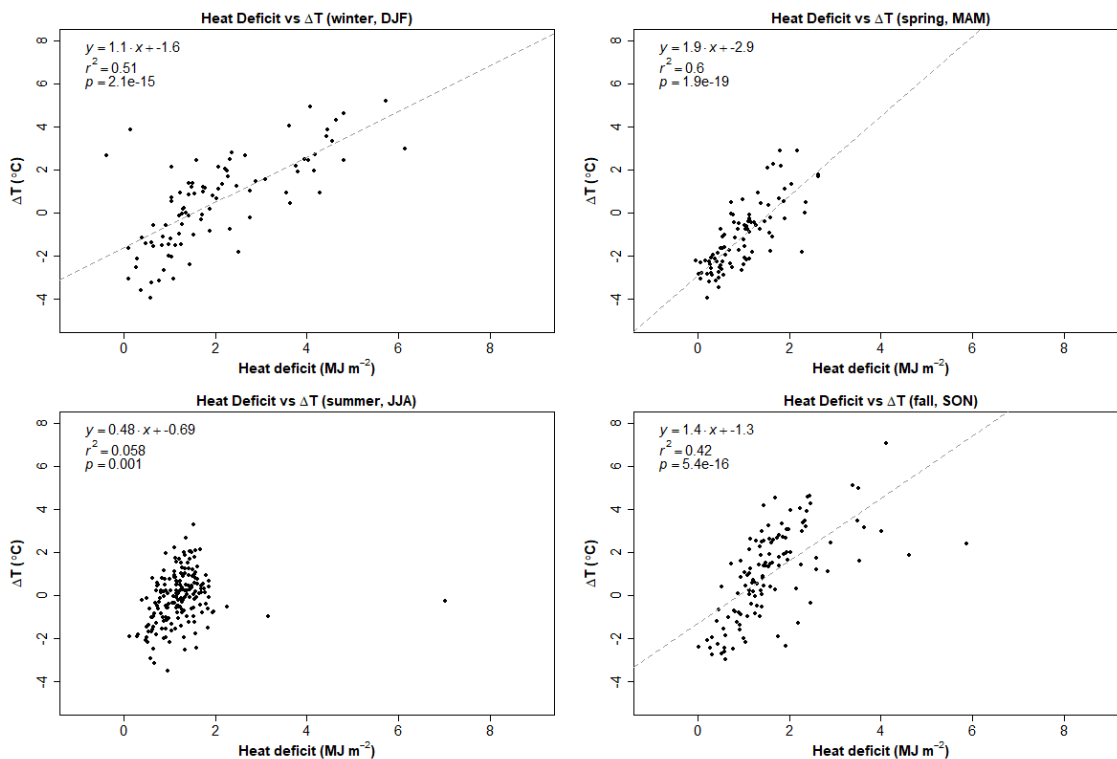 Heat Deficit vs ΔT (winter, DJF)
y = 1.1 · x + -1.6
r² = 0.51
p = 2.1e-15
8
6
4
2
0
-2
-4
ΔT (°C)
0 2 4 6 8
Heat deficit (MJ m⁻²)
Heat Deficit vs ΔT (spring, MAM)
y = 1.9 · x + -2.9
r² = 0.6
p = 1.9e-19
8
6
4
2
0
-2
-4
ΔT (°C)
0 2 4 6 8
Heat deficit (MJ m⁻²)
Heat Deficit vs ΔT (summer, JJA)
y = 0.48 · x + -0.69
r² = 0.058
p = 0.001
8
6
4
2
0
-2
-4
ΔT (°C)
0 2 4 6 8
Heat deficit (MJ m⁻²)
Heat Deficit vs ΔT (fall, SON)
y = 1.4 · x + -1.3
r² = 0.42
p = 5.4e-16
8
6
4
2
0
-2
-4
ΔT (°C)
0 2 4 6 8
Heat deficit (MJ m⁻²)